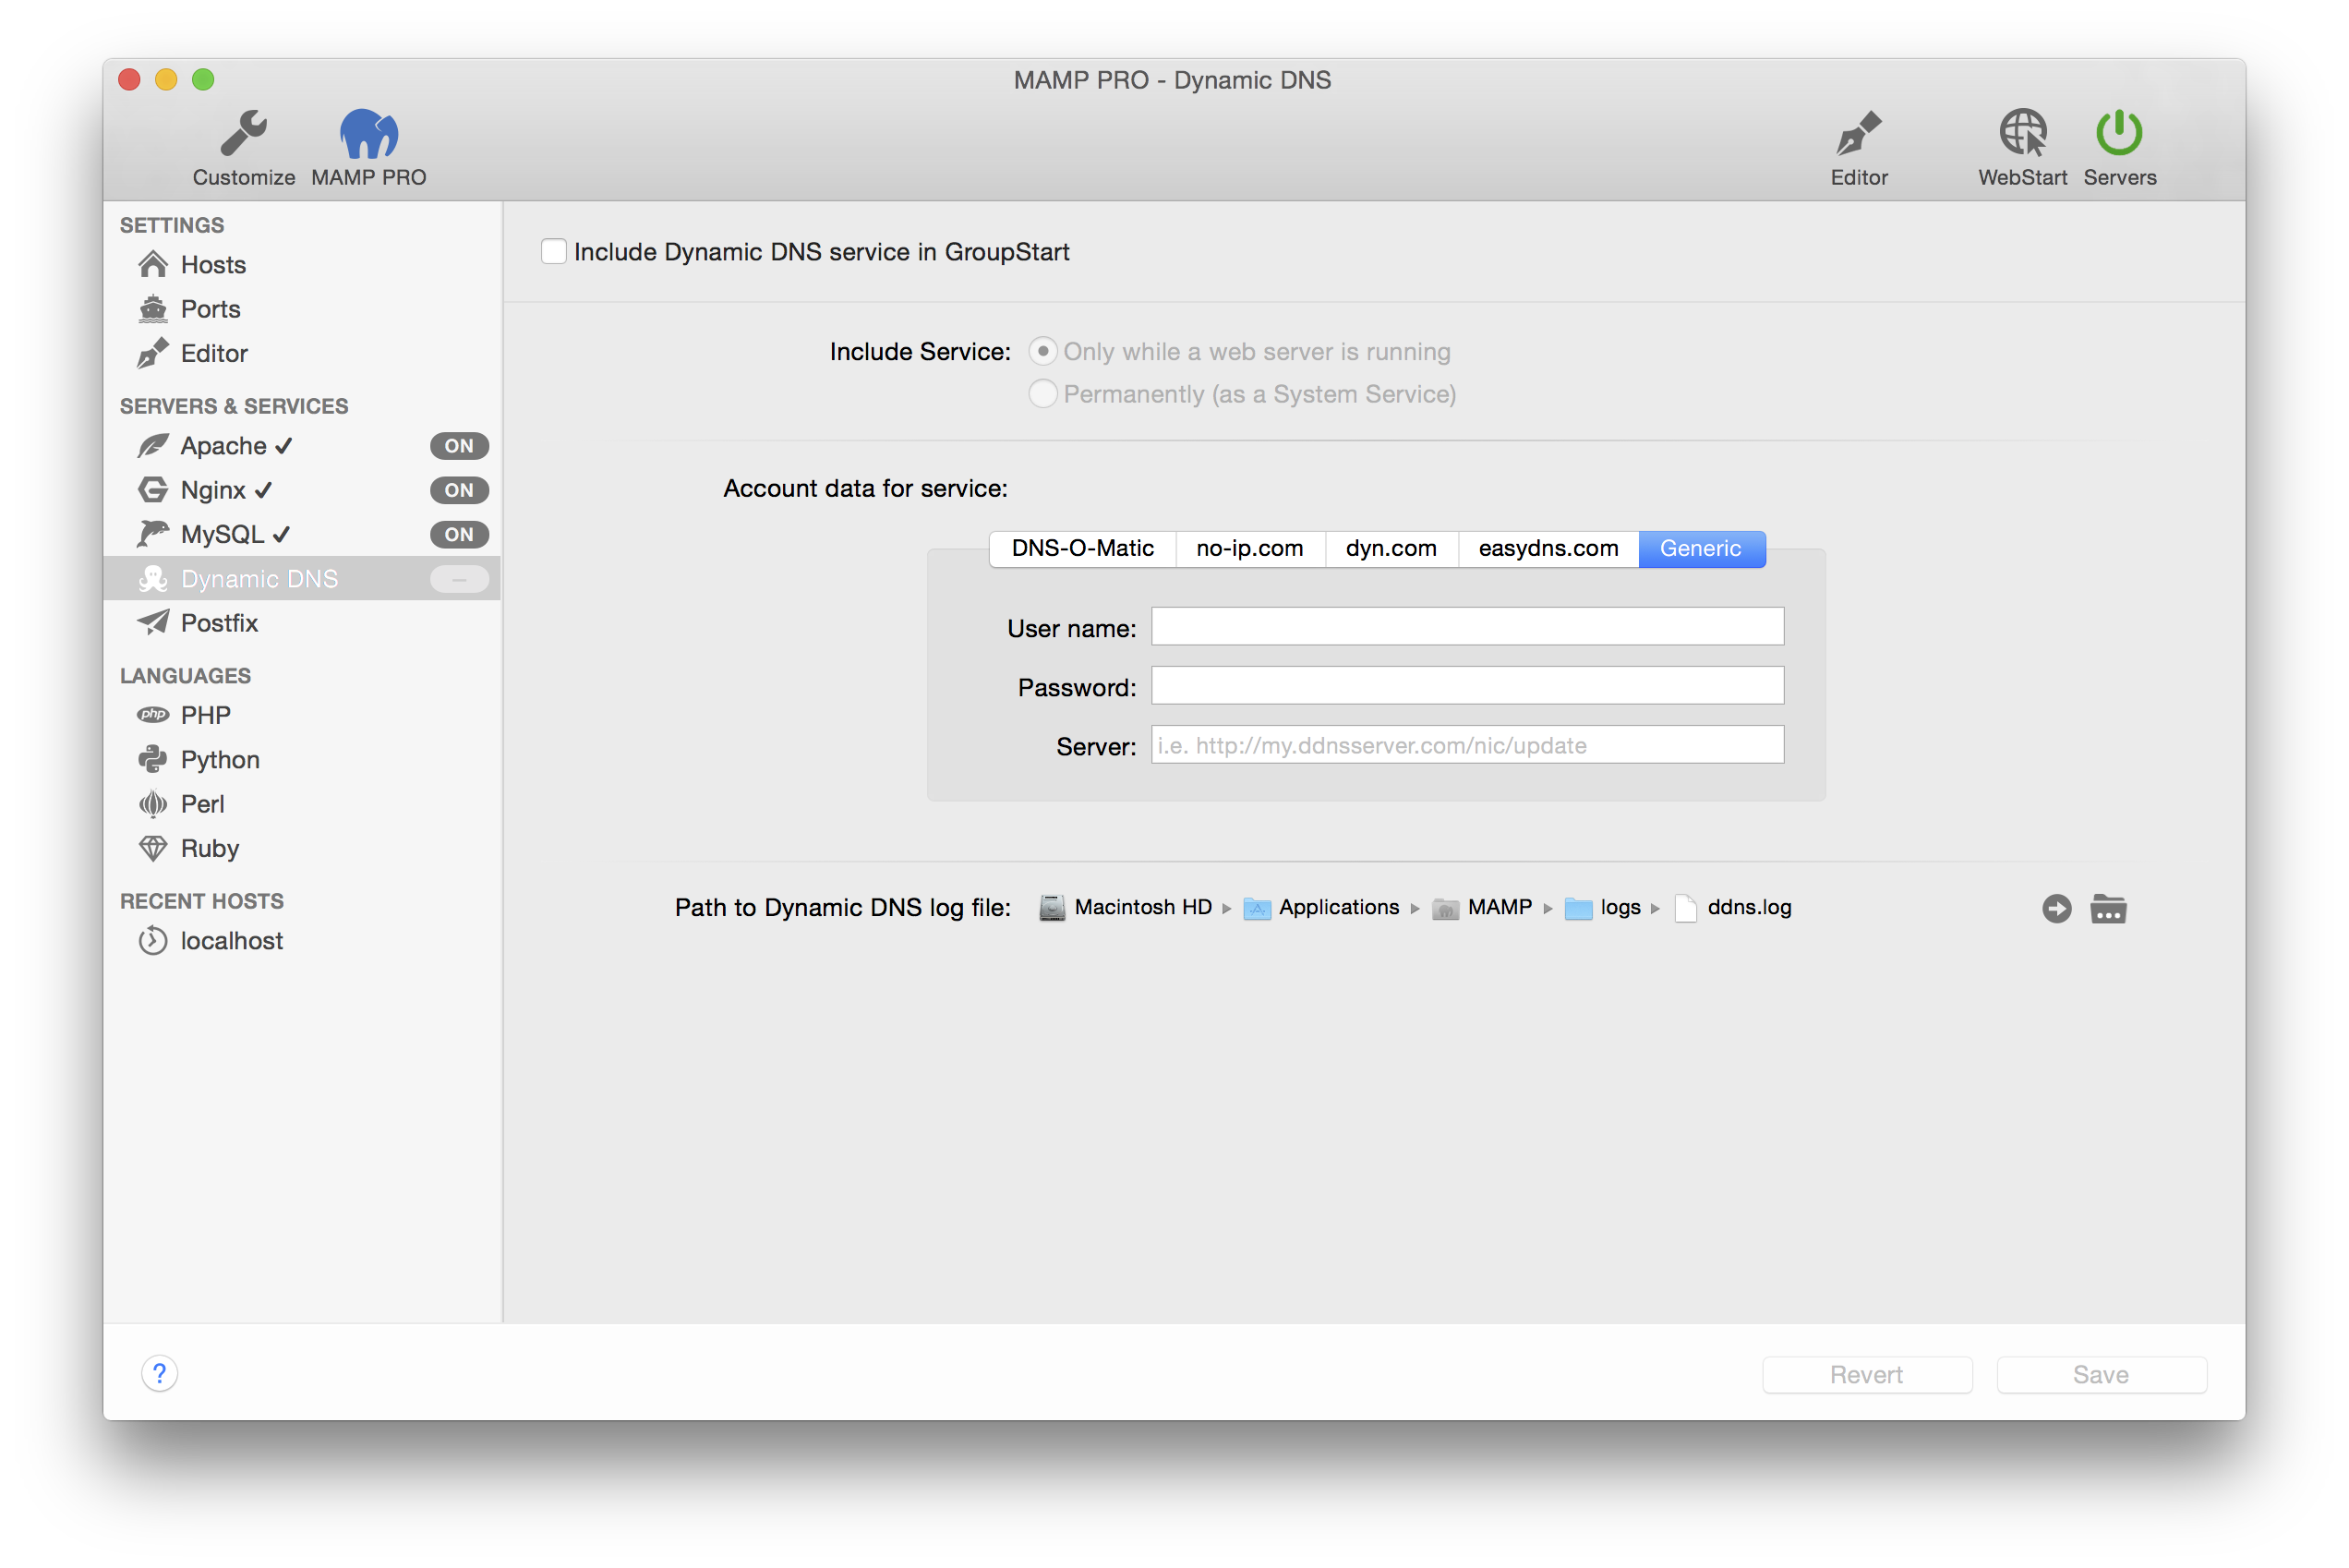 MAMP PRO - Dynamic DNS
Customize
MAMP PRO
Editor
WebStart
Servers
SETTINGS
Hosts
Ports
Editor
SERVERS & SERVICES
Apache ✓ ON
Nginx ✓ ON
MySQL ✓ ON
Dynamic DNS –
Postfix
LANGUAGES
php PHP
Python
Perl
Ruby
RECENT HOSTS
localhost
Include Dynamic DNS service in GroupStart
Include Service: Only while a web server is running
Permanently (as a System Service)
Account data for service:
DNS-O-Matic no-ip.com dyn.com easydns.com Generic
User name:
Password:
Server: i.e. http://my.ddnsserver.com/nic/update
Path to Dynamic DNS log file: Macintosh HD ▸ Applications ▸ MAMP ▸ logs ▸ ddns.log
?
Revert
Save